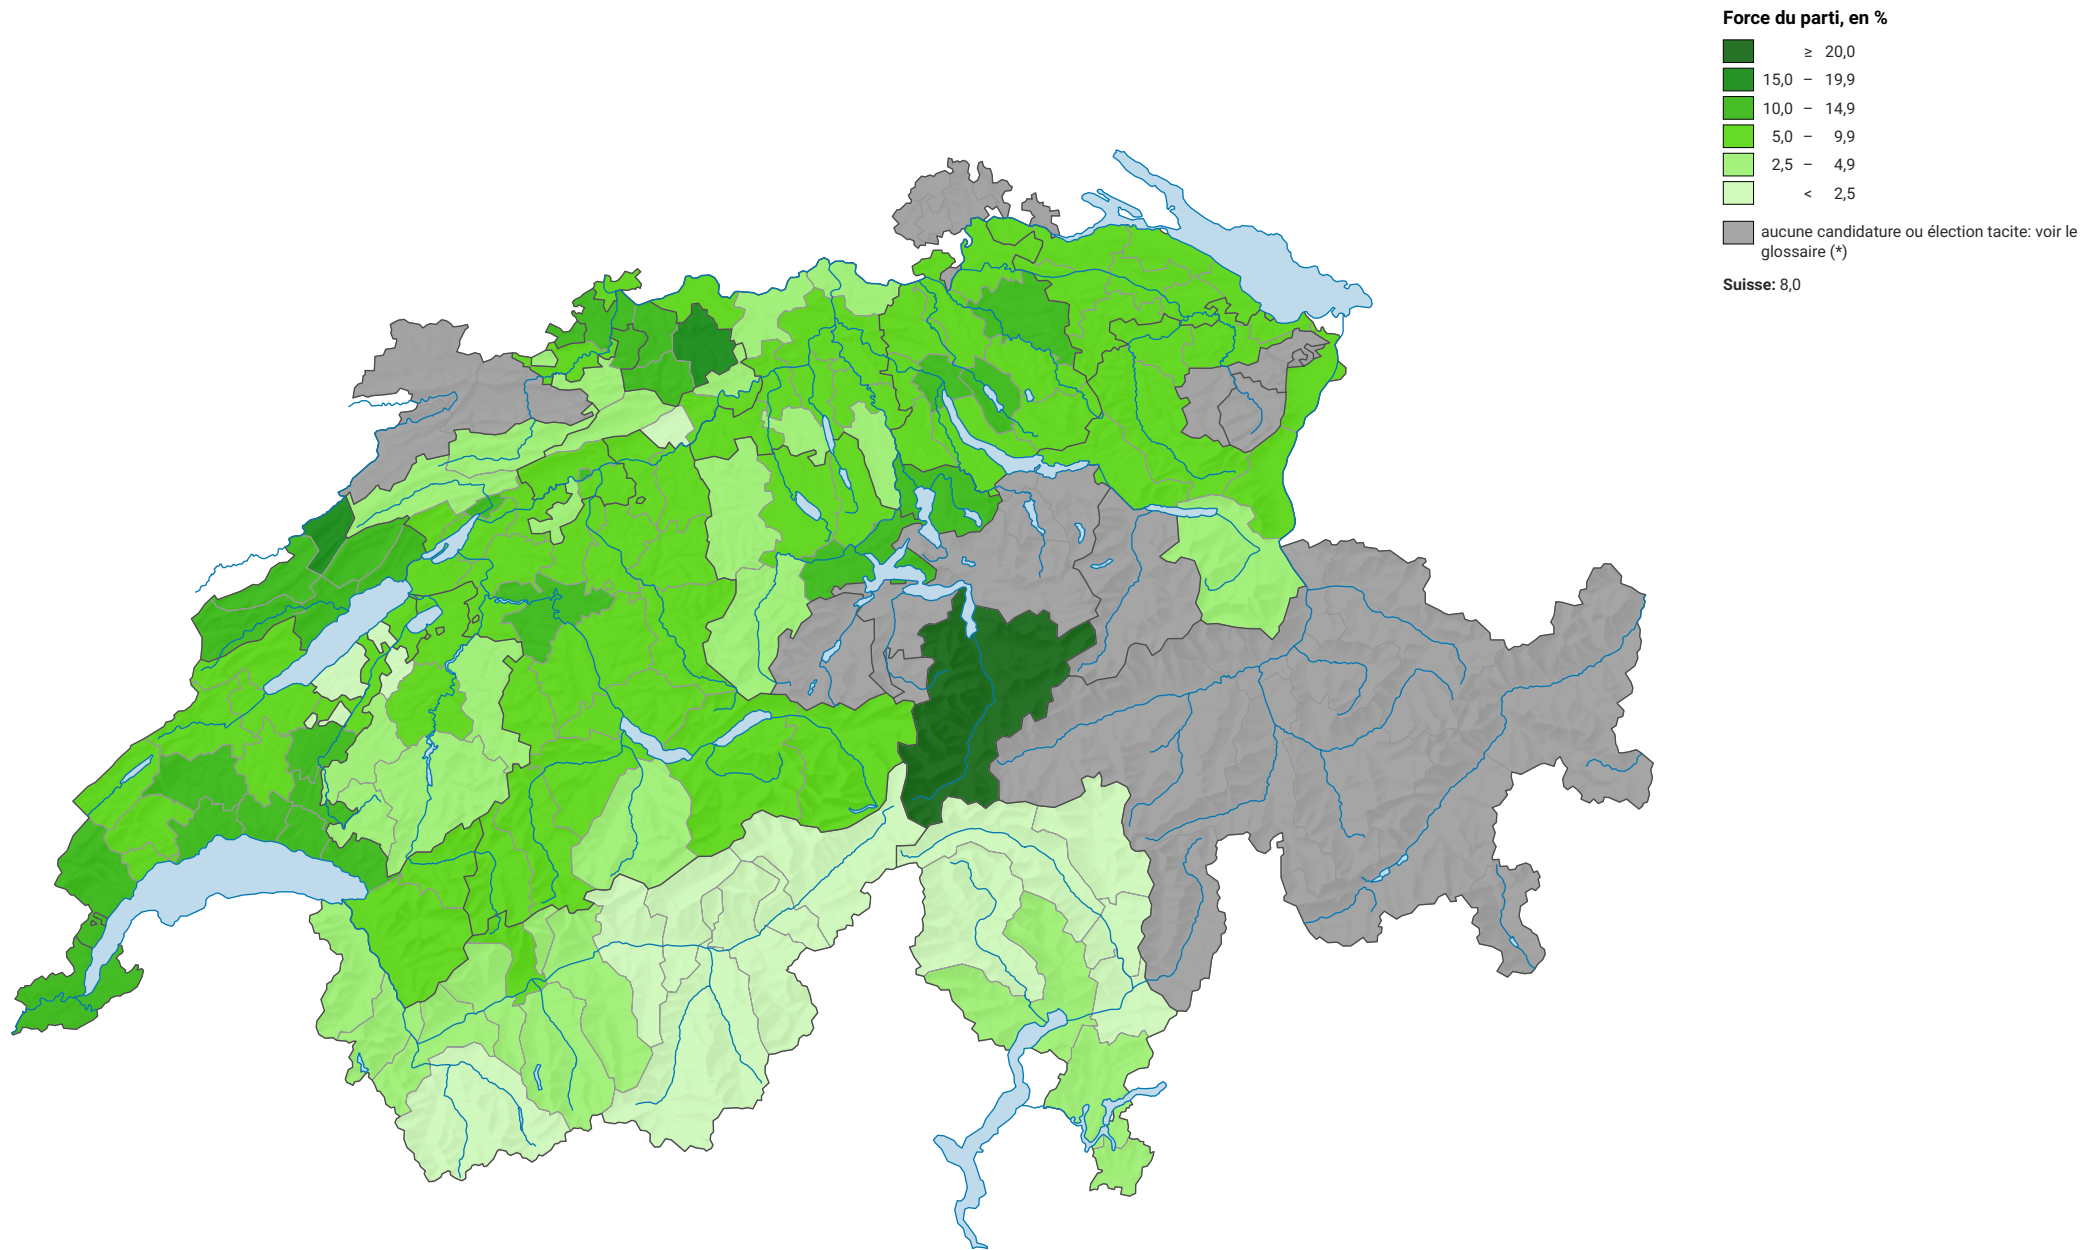 Force du parti, en %
≥ 20,0
15,0 – 19,9
10,0 – 14,9
5,0 – 9,9
2,5 – 4,9
< 2,5
aucune candidature ou élection tacite: voir le
glossaire (*)
Suisse: 8,0